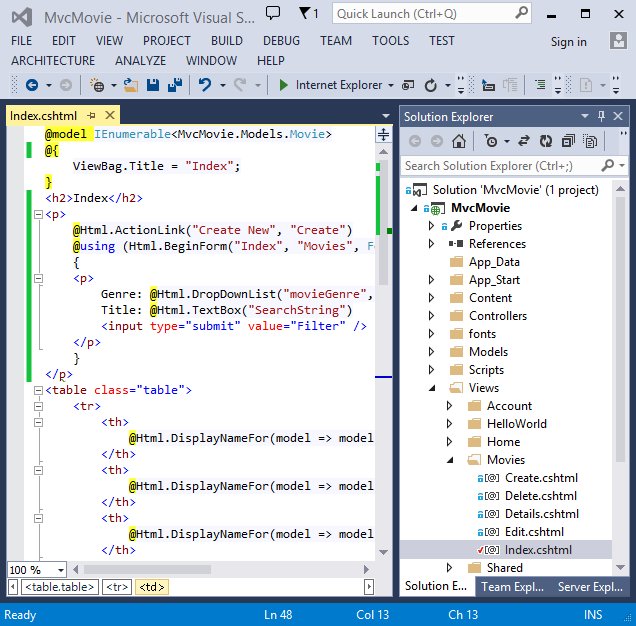 MvcMovie - Microsoft Visual S...
1
Quick Launch (Ctrl+Q)
FILE EDIT VIEW PROJECT BUILD DEBUG TEAM TOOLS TEST
Sign in
ARCHITECTURE ANALYZE WINDOW HELP
Internet Explorer
Index.cshtml
@model IEnumerable<MvcMovie.Models.Movie>
@{
ViewBag.Title = "Index";
}
<h2>Index</h2>
<p>
@Html.ActionLink("Create New", "Create")
@using (Html.BeginForm("Index", "Movies", F
{
<p>
Genre: @Html.DropDownList("movieGenre",
Title: @Html.TextBox("SearchString")
<input type="submit" value="Filter" />
</p>
}
</p>
<table class="table">
<tr>
<th>
@Html.DisplayNameFor(model => model
</th>
<th>
@Html.DisplayNameFor(model => model
</th>
<th>
@Html.DisplayNameFor(model => model
</th>
100 %
<table.table> <tr> <td>
Solution Explorer
Search Solution Explorer (Ctrl+;)
Solution 'MvcMovie' (1 project)
MvcMovie
Properties
References
App_Data
App_Start
Content
Controllers
fonts
Models
Scripts
Views
Account
HelloWorld
Home
Movies
Create.cshtml
Delete.cshtml
Details.cshtml
Edit.cshtml
Index.cshtml
Shared
Solution E... Team Expl... Server Expl...
Ready Ln 48 Col 13 Ch 13 INS